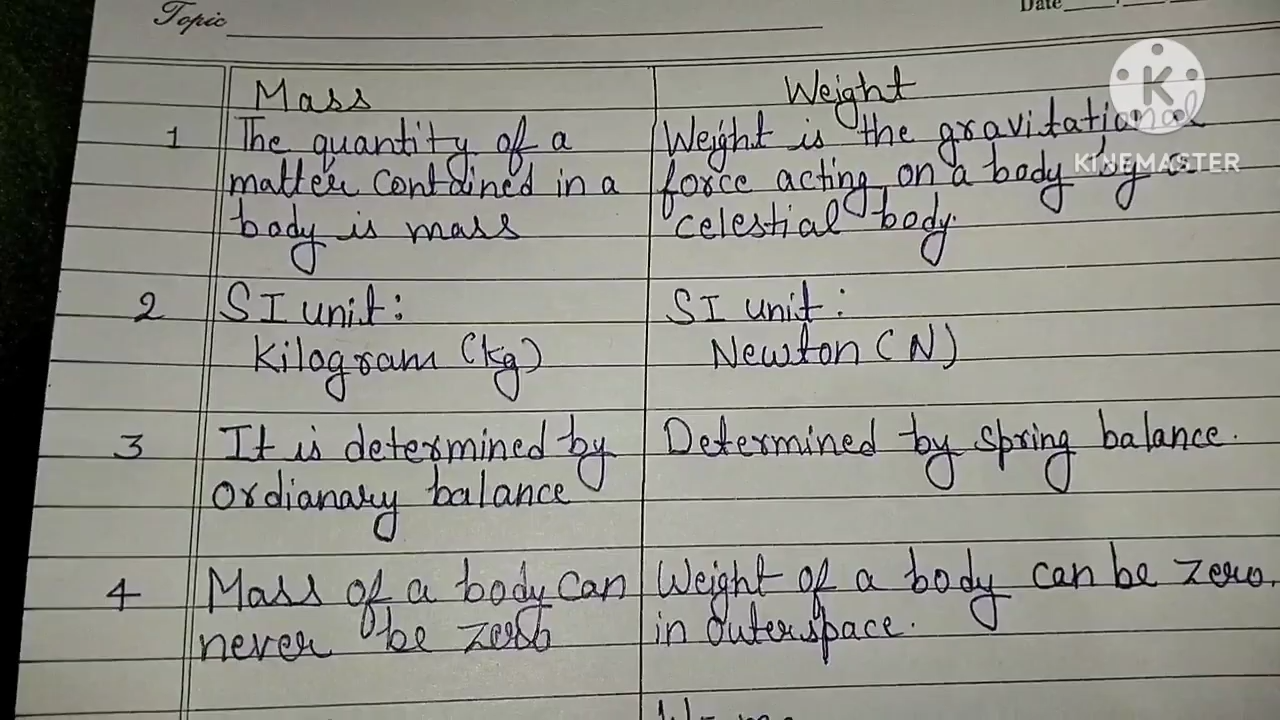 Topic
Date
Mass
Weight
1
The quantity of a
matter contained in a
body is mass
Weight is the gravitational
force acting on a body by a
celestial body.
2
SI unit:
Kilogram (kg)
SI unit:
Newton (N)
3
It is determined by
ordianary balance
Determined by spring balance.
4
Mass of a body can
never be zero
Weight of a body can be zero.
in outerspace.
KINEMASTER